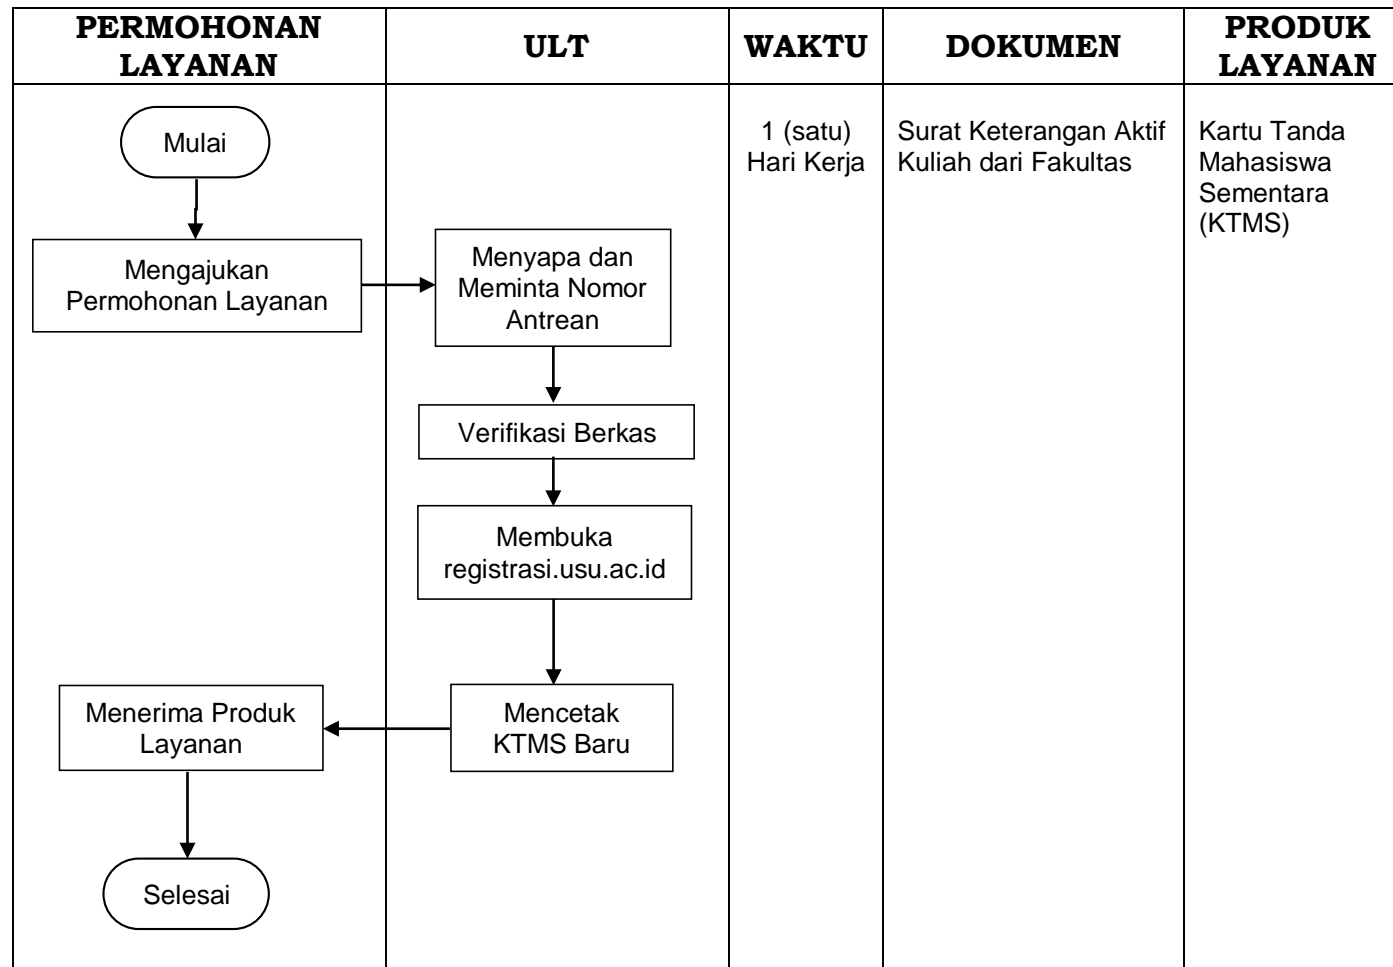 PERMOHONAN
LAYANAN
ULT
WAKTU
DOKUMEN
PRODUK
LAYANAN
Mulai
1 (satu)
Hari Kerja
Surat Keterangan Aktif
Kuliah dari Fakultas
Kartu Tanda
Mahasiswa
Sementara
(KTMS)
Mengajukan
Permohonan Layanan
Menyapa dan
Meminta Nomor
Antrean
Verifikasi Berkas
Membuka
registrasi.usu.ac.id
Mencetak
KTMS Baru
Menerima Produk
Layanan
Selesai